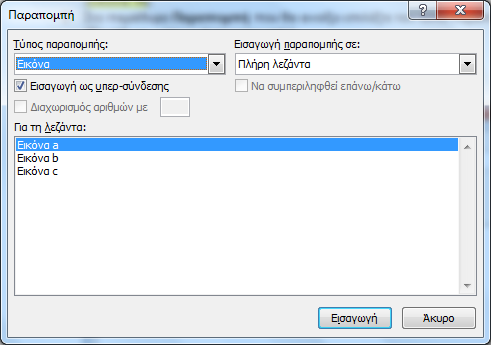 Παραπομπή
Τύπος παραπομπής:
Εισαγωγή παραπομπής σε:
Εικόνα
Πλήρη λεζάντα
Εισαγωγή ως υπερ-σύνδεσης
Να συμπεριληφθεί επάνω/κάτω
Διαχωρισμός αριθμών με
Για τη λεζάντα:
Εικόνα a
Εικόνα b
Εικόνα c
Εισαγωγή
Άκυρο